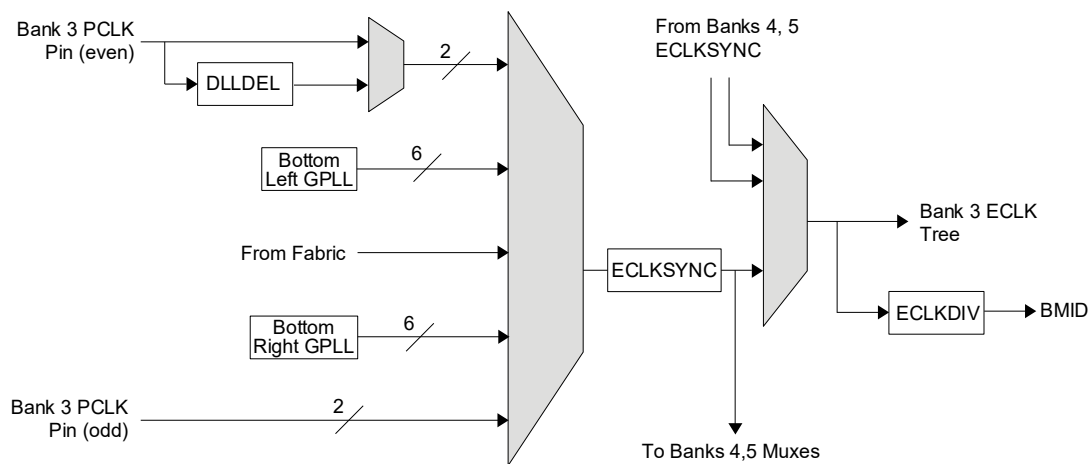 Bank 3 PCLK
Pin (even)
DLLDEL
2
From Banks 4, 5
ECLKSYNC
Bottom
Left GPLL
6
From Fabric
ECLKSYNC
Bank 3 ECLK
Tree
ECLKDIV
BMID
Bottom
Right GPLL
6
Bank 3 PCLK
Pin (odd)
2
To Banks 4,5 Muxes